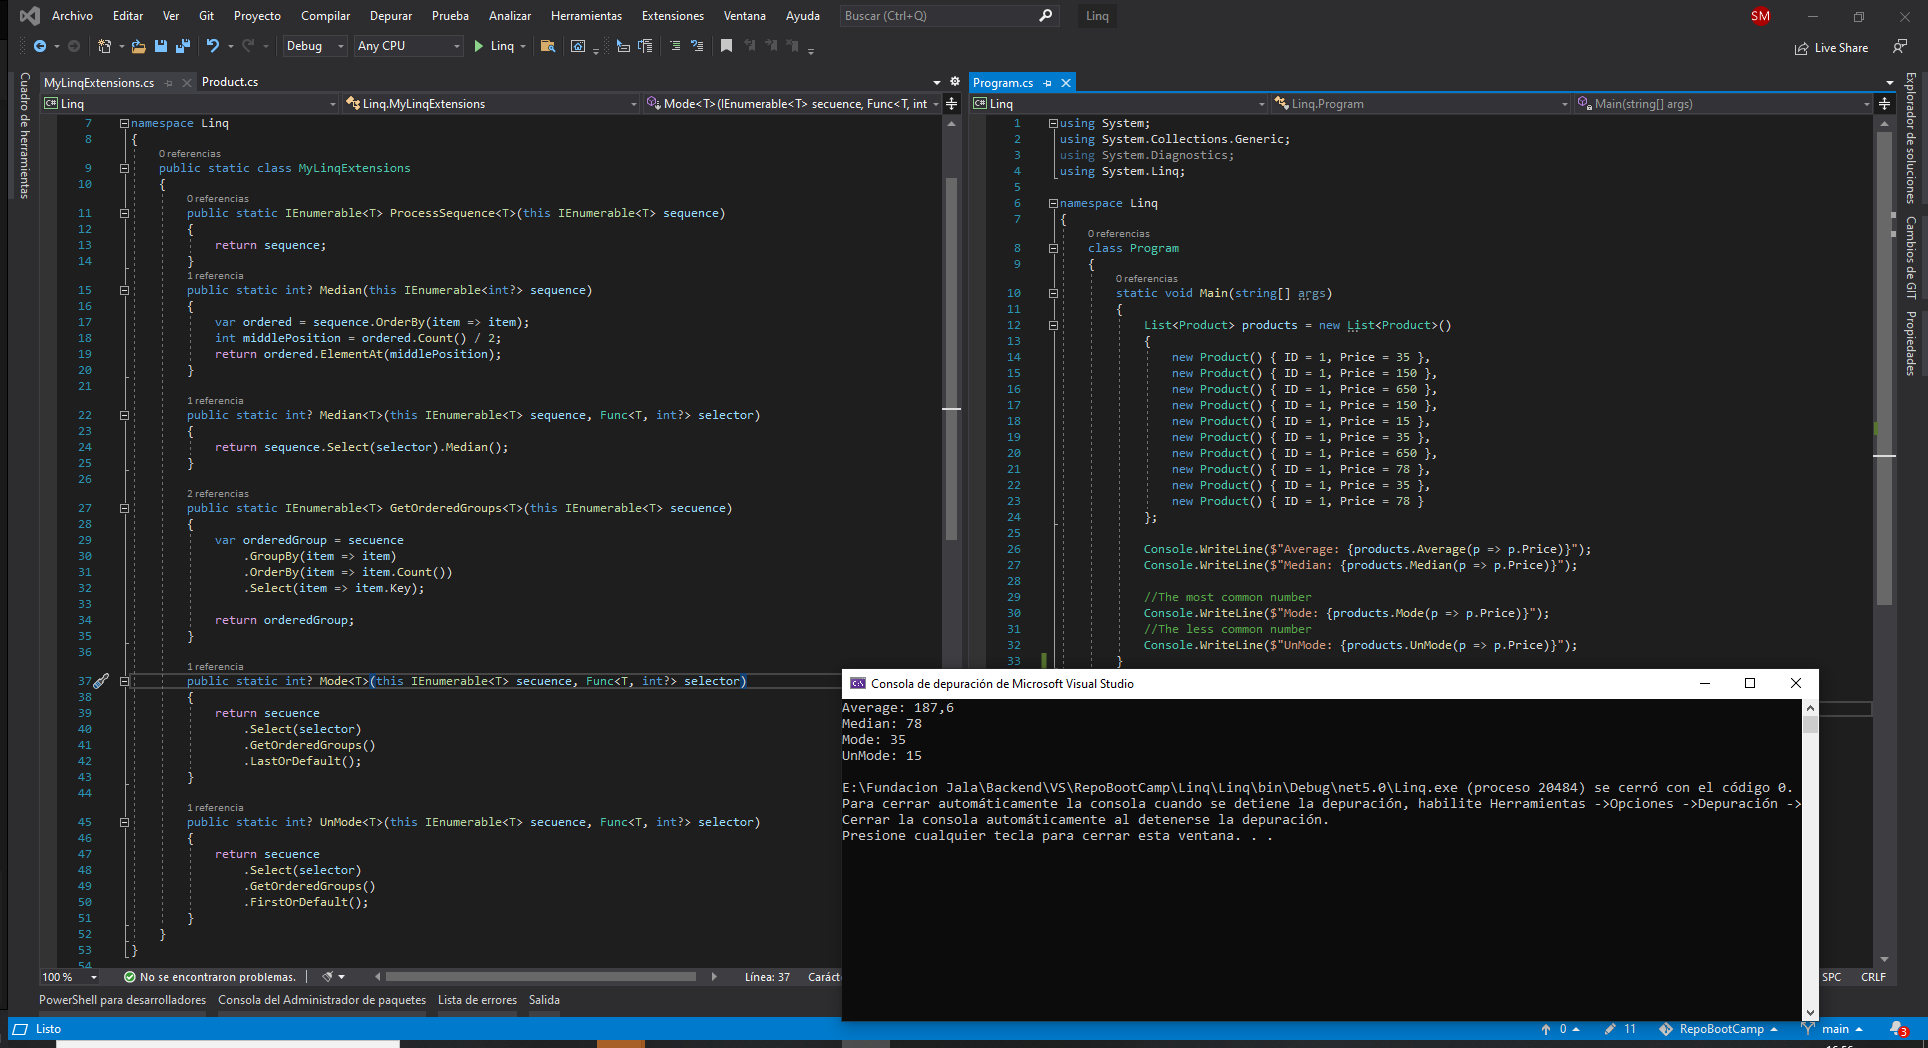 Archivo Editar Ver Git Proyecto Compilar Depurar Prueba Analizar Herramientas Extensiones Ventana Ayuda Buscar (Ctrl+Q) Linq SM
Debug Any CPU Linq Live Share
Cuadro de herramientas
MyLinqExtensions.cs Product.cs
Linq Linq.MyLinqExtensions Mode<T>(IEnumerable<T> secuence, Func<T, int
7 namespace Linq
8 {
0 referencias
9 public static class MyLinqExtensions
10 {
0 referencias
11 public static IEnumerable<T> ProcessSequence<T>(this IEnumerable<T> sequence)
12 {
13 return sequence;
14 }
1 referencia
15 public static int? Median(this IEnumerable<int?> sequence)
16 {
17 var ordered = sequence.OrderBy(item => item);
18 int middlePosition = ordered.Count() / 2;
19 return ordered.ElementAt(middlePosition);
20 }
21
1 referencia
22 public static int? Median<T>(this IEnumerable<T> sequence, Func<T, int?> selector)
23 {
24 return sequence.Select(selector).Median();
25 }
26
2 referencias
27 public static IEnumerable<T> GetOrderedGroups<T>(this IEnumerable<T> secuence)
28 {
29 var orderedGroup = secuence
30 .GroupBy(item => item)
31 .OrderBy(item => item.Count())
32 .Select(item => item.Key);
33
34 return orderedGroup;
35 }
36
1 referencia
37 public static int? Mode<T>(this IEnumerable<T> secuence, Func<T, int?> selector)
38 {
39 return secuence
40 .Select(selector)
41 .GetOrderedGroups()
42 .LastOrDefault();
43 }
44
1 referencia
45 public static int? UnMode<T>(this IEnumerable<T> secuence, Func<T, int?> selector)
46 {
47 return secuence
48 .Select(selector)
49 .GetOrderedGroups()
50 .FirstOrDefault();
51 }
52 }
53 }
54
100 % No se encontraron problemas. Línea: 37 Caráct
Program.cs
Linq Linq.Program Main(string[] args)
1 using System;
2 using System.Collections.Generic;
3 using System.Diagnostics;
4 using System.Linq;
5
6 namespace Linq
7 {
0 referencias
8 class Program
9 {
0 referencias
10 static void Main(string[] args)
11 {
12 List<Product> products = new List<Product>()
13 {
14 new Product() { ID = 1, Price = 35 },
15 new Product() { ID = 1, Price = 150 },
16 new Product() { ID = 1, Price = 650 },
17 new Product() { ID = 1, Price = 150 },
18 new Product() { ID = 1, Price = 15 },
19 new Product() { ID = 1, Price = 35 },
20 new Product() { ID = 1, Price = 650 },
21 new Product() { ID = 1, Price = 78 },
22 new Product() { ID = 1, Price = 35 },
23 new Product() { ID = 1, Price = 78 }
24 };
25
26 Console.WriteLine($"Average: {products.Average(p => p.Price)}");
27 Console.WriteLine($"Median: {products.Median(p => p.Price)}");
28
29 //The most common number
30 Console.WriteLine($"Mode: {products.Mode(p => p.Price)}");
31 //The less common number
32 Console.WriteLine($"UnMode: {products.UnMode(p => p.Price)}");
33 }
Explorador de soluciones
Cambios de GIT
Propiedades
Consola de depuración de Microsoft Visual Studio
Average: 187,6
Median: 78
Mode: 35
UnMode: 15
E:\Fundacion Jala\Backend\VS\RepoBootCamp\Linq\Linq\bin\Debug\net5.0\Linq.exe (proceso 20484) se cerró con el código 0.
Para cerrar automáticamente la consola cuando se detiene la depuración, habilite Herramientas ->Opciones ->Depuración ->
Cerrar la consola automáticamente al detenerse la depuración.
Presione cualquier tecla para cerrar esta ventana. . .
SPC CRLF
PowerShell para desarrolladores Consola del Administrador de paquetes Lista de errores Salida
Listo 0 11 RepoBootCamp main 3